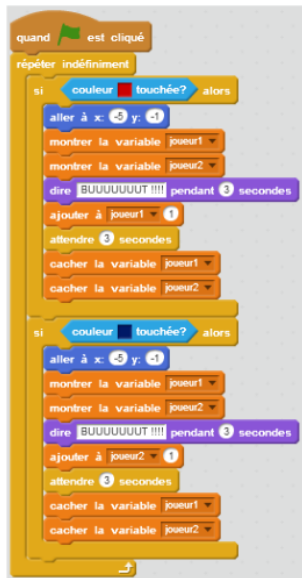 quand est cliqué
répéter indéfiniment
si couleur touchée? alors
aller à x: -5 y: -1
montrer la variable joueur1
montrer la variable joueur2
dire BUUUUUUUT !!!! pendant 3 secondes
ajouter à joueur1 1
attendre 3 secondes
cacher la variable joueur1
cacher la variable joueur2
si couleur touchée? alors
aller à x: -5 y: -1
montrer la variable joueur1
montrer la variable joueur2
dire BUUUUUUUT !!!! pendant 3 secondes
ajouter à joueur2 1
attendre 3 secondes
cacher la variable joueur1
cacher la variable joueur2